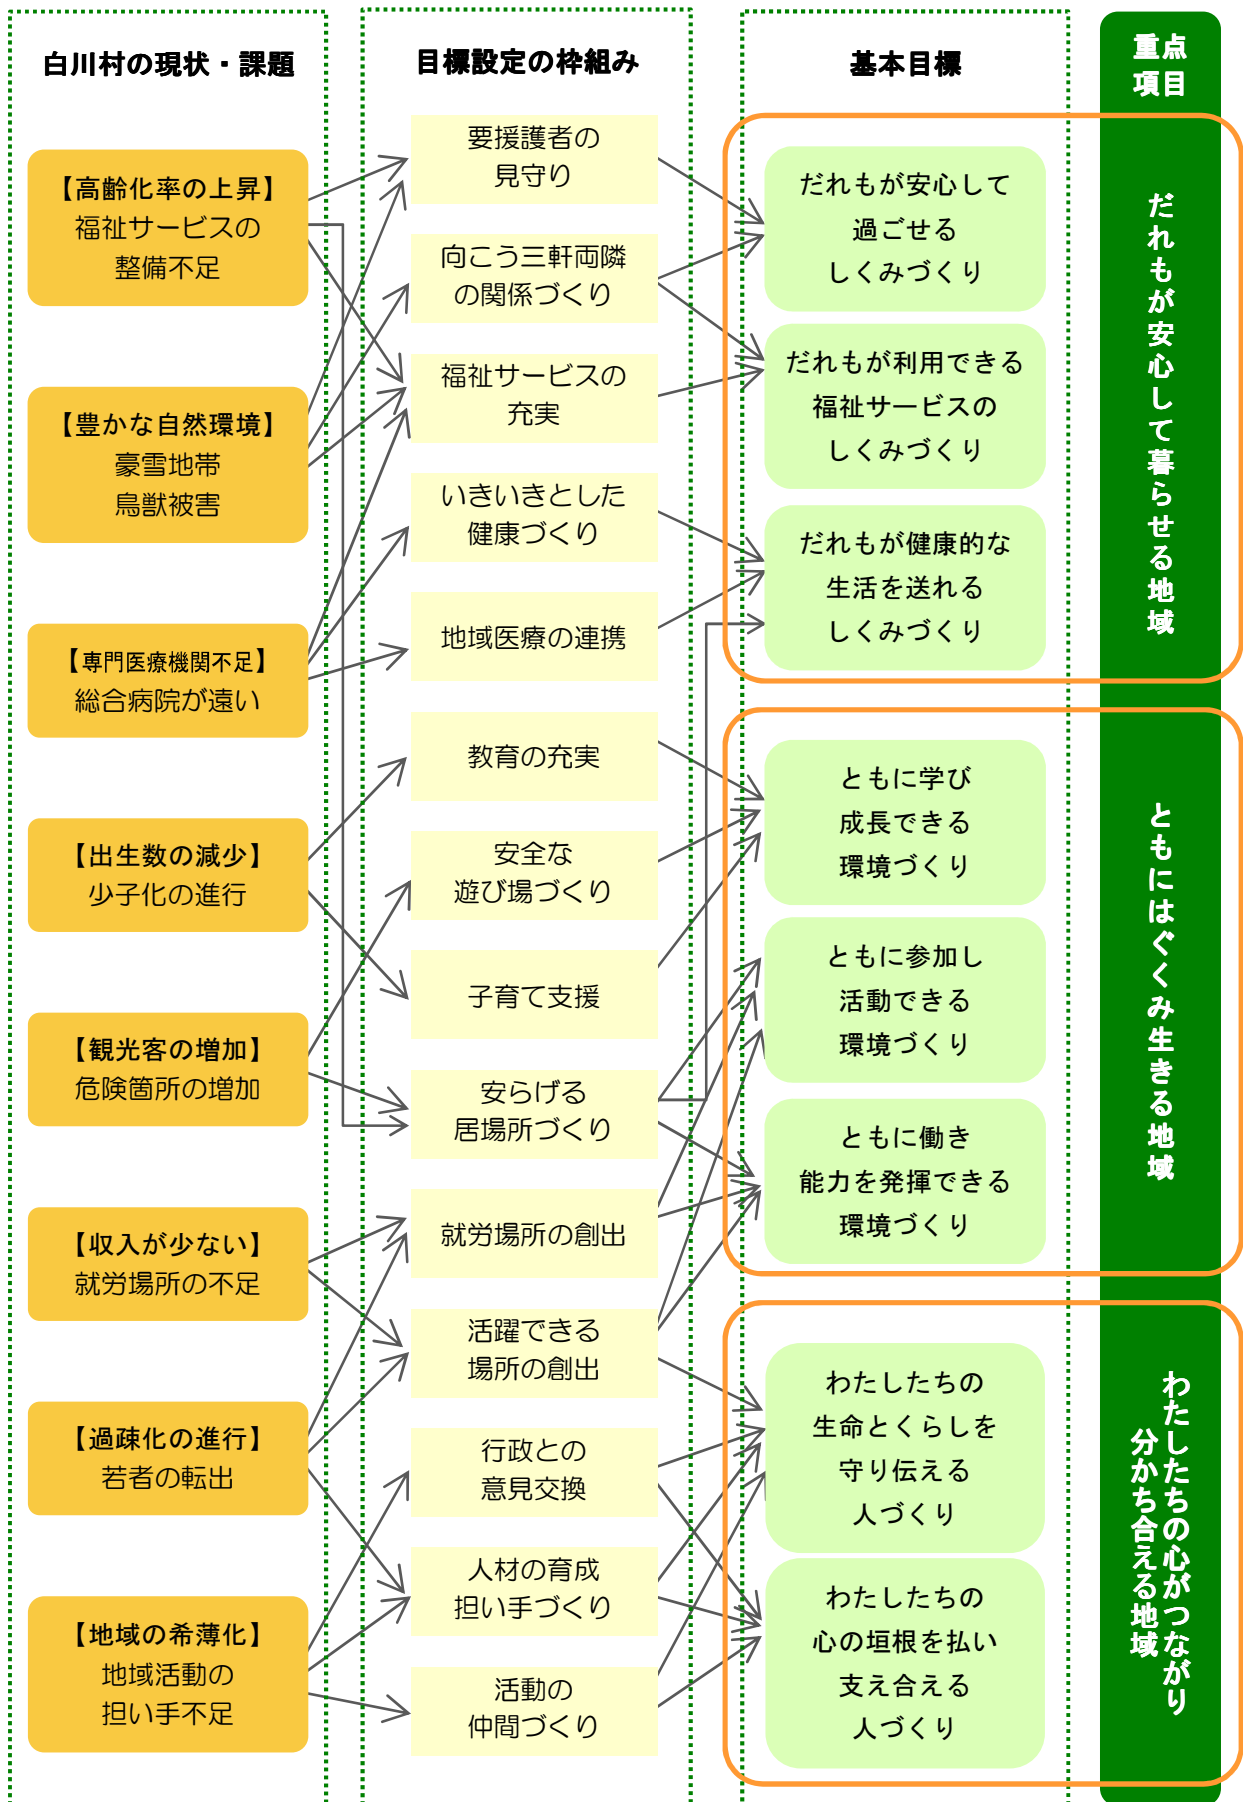 白川村の現状・課題
【高齢化率の上昇】
福祉サービスの
整備不足
【豊かな自然環境】
豪雪地帯
鳥獣被害
【専門医療機関不足】
総合病院が遠い
【出生数の減少】
少子化の進行
【観光客の増加】
危険箇所の増加
【収入が少ない】
就労場所の不足
【過疎化の進行】
若者の転出
【地域の希薄化】
地域活動の
担い手不足
目標設定の枠組み
要援護者の
見守り
向こう三軒両隣
の関係づくり
福祉サービスの
充実
いきいきとした
健康づくり
地域医療の連携
教育の充実
安全な
遊び場づくり
子育て支援
安らげる
居場所づくり
就労場所の創出
活躍できる
場所の創出
行政との
意見交換
人材の育成
担い手づくり
活動の
仲間づくり
基本目標
だれもが安心して
過ごせる
しくみづくり
だれもが利用できる
福祉サービスの
しくみづくり
だれもが健康的な
生活を送れる
しくみづくり
ともに学び
成長できる
環境づくり
ともに参加し
活動できる
環境づくり
ともに働き
能力を発揮できる
環境づくり
わたしたちの
生命とくらしを
守り伝える
人づくり
わたしたちの
心の垣根を払い
支え合える
人づくり
重点
項目
だれもが安心して暮らせる地域
ともにはぐくみ生きる地域
わたしたちの心がつながり
分かち合える地域